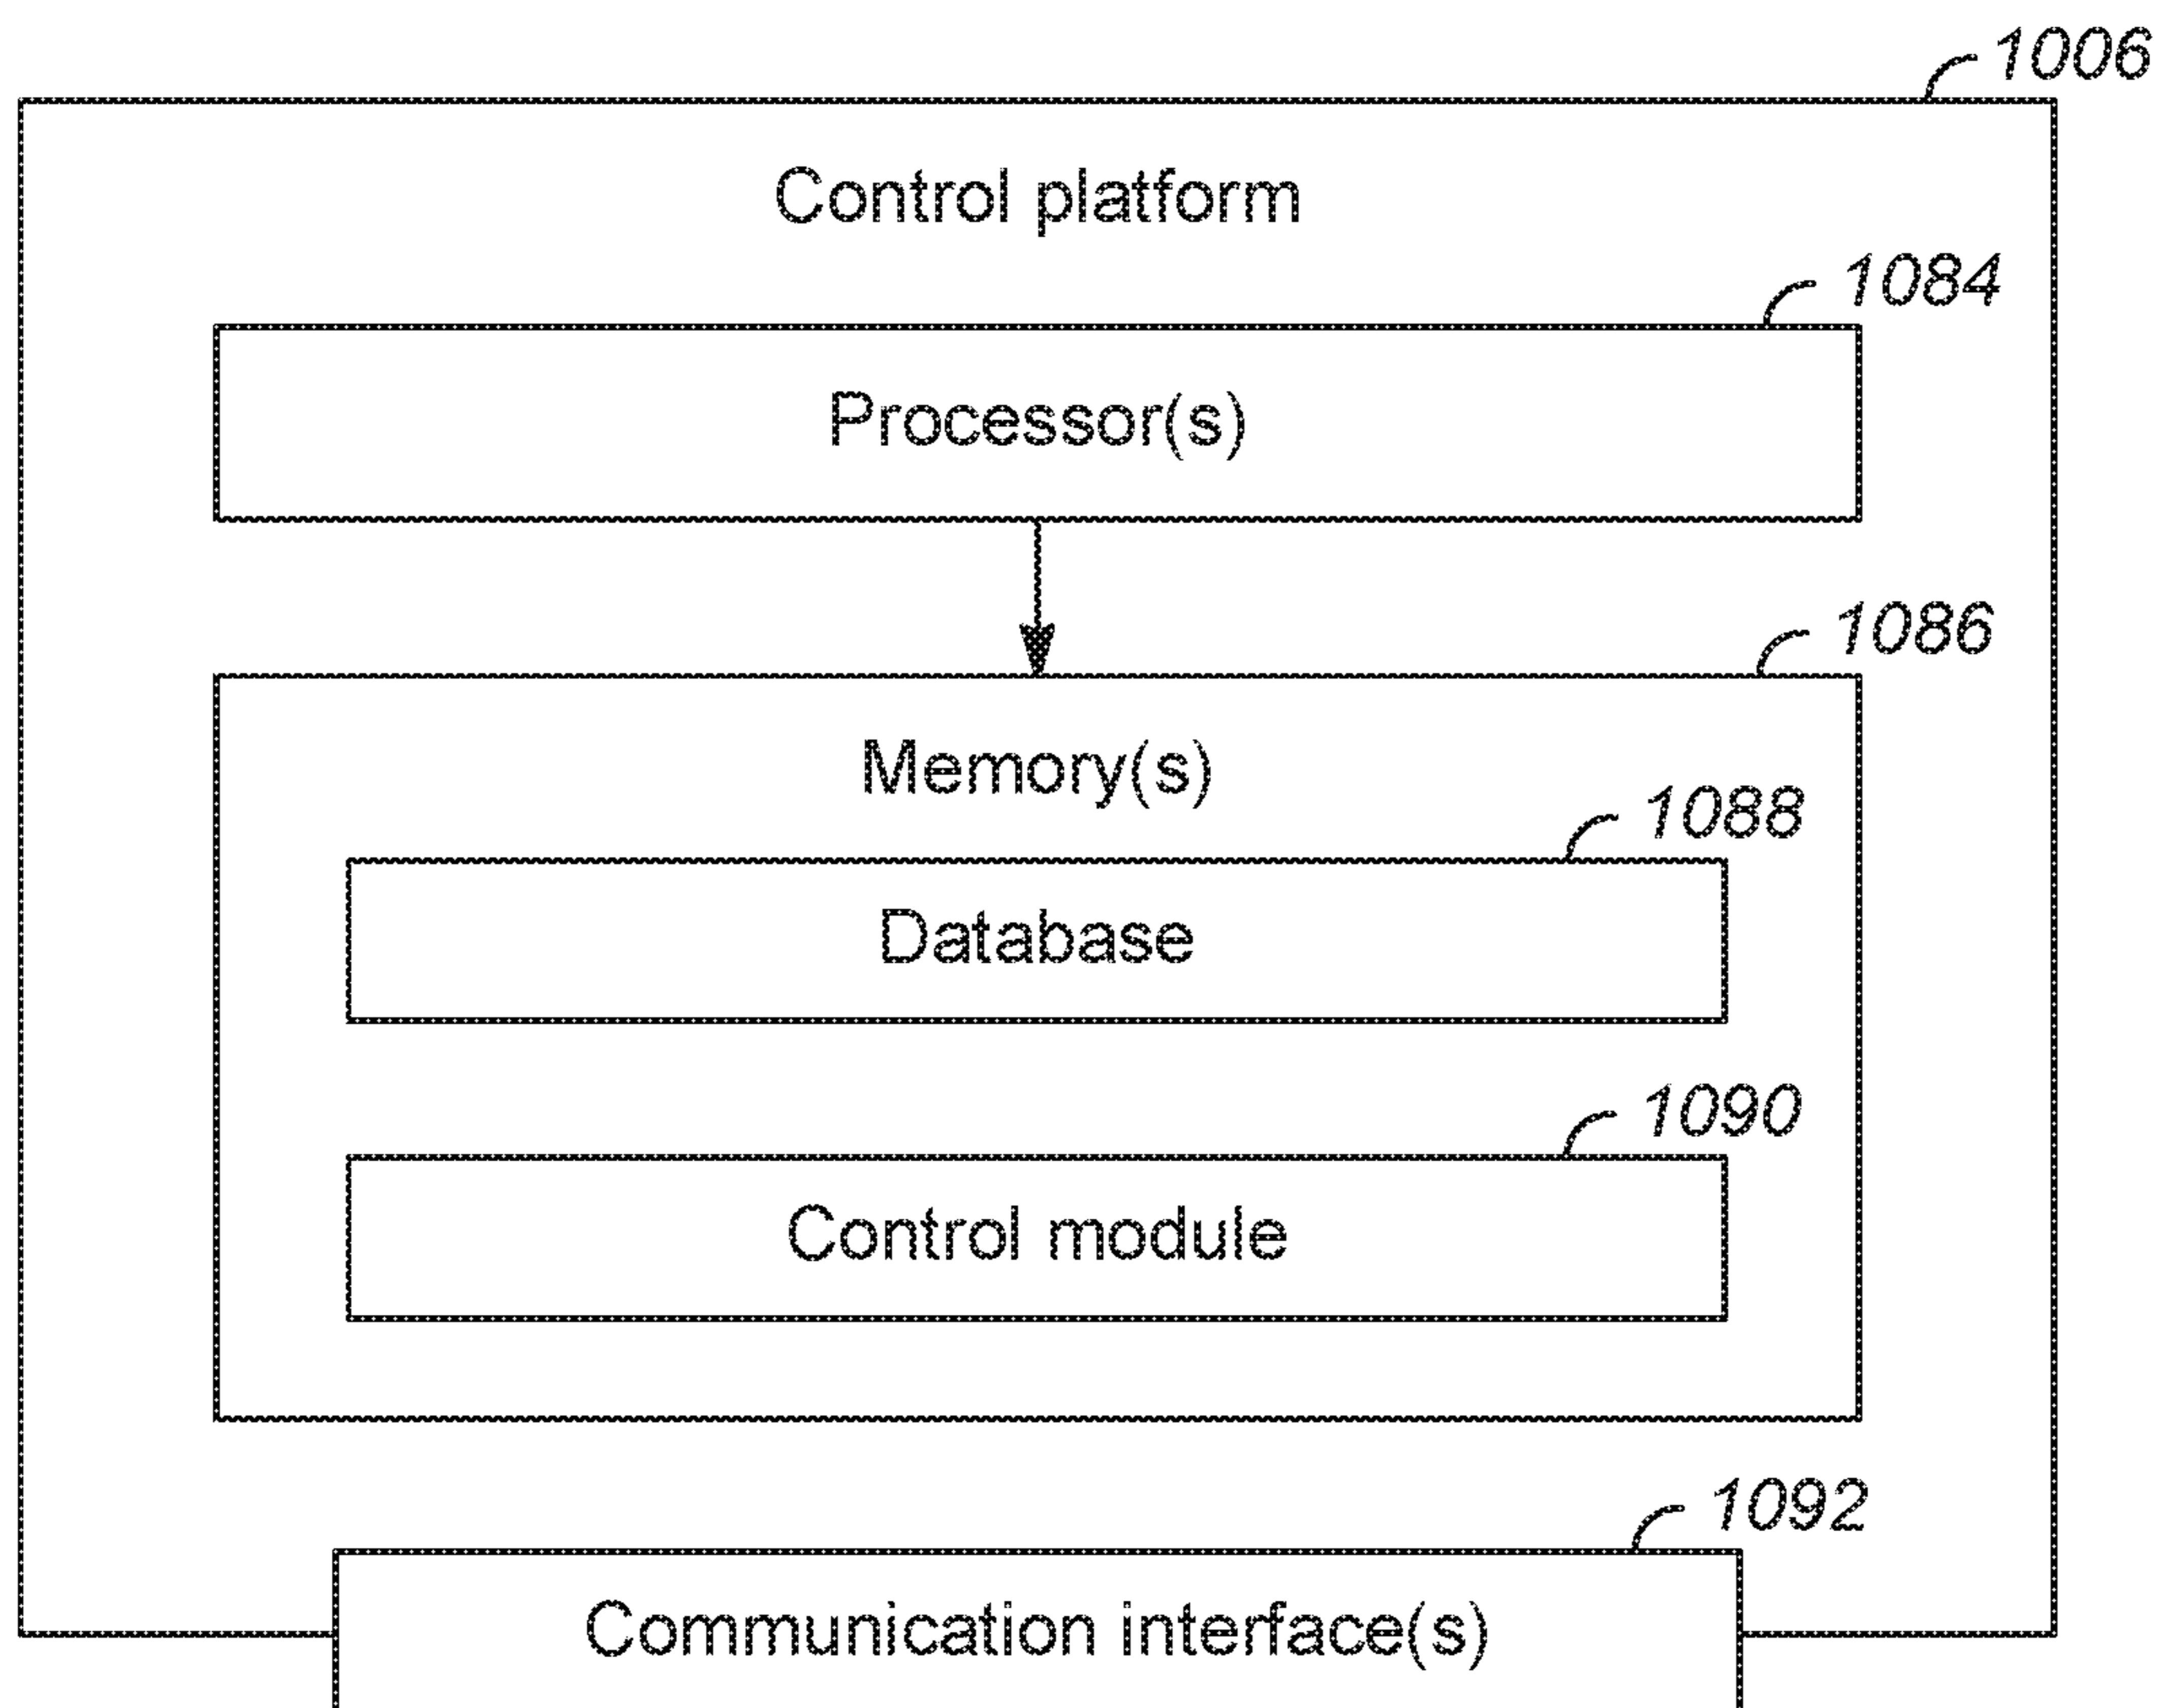 1006
Control platform
1084
Processor(s)
1086
Memory(s)
1088
Database
1090
Control module
1092
Communication interface(s)